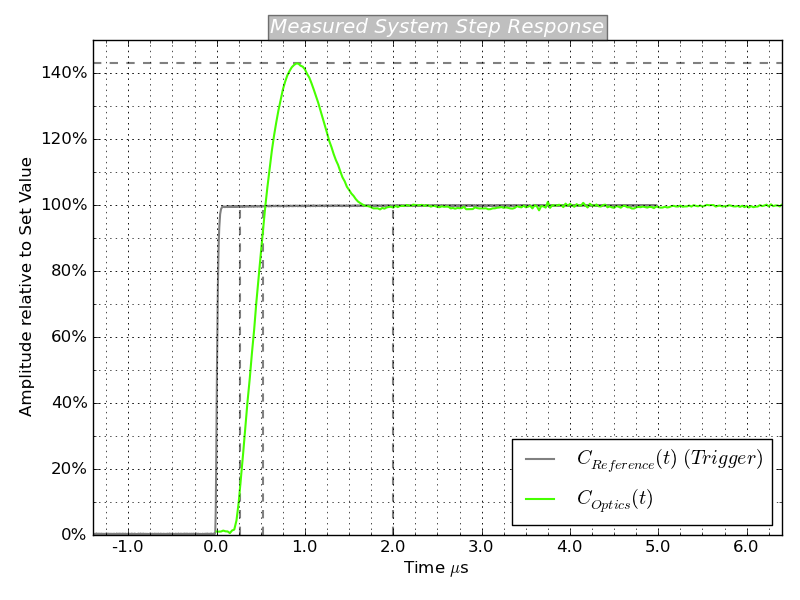 Measured System Step Response
140%
120%
100%
80%
60%
40%
20%
0%
Amplitude relative to Set Value
C_Reference(t) (Trigger)
C_Optics(t)
-1.0 0.0 1.0 2.0 3.0 4.0 5.0 6.0
Time μs